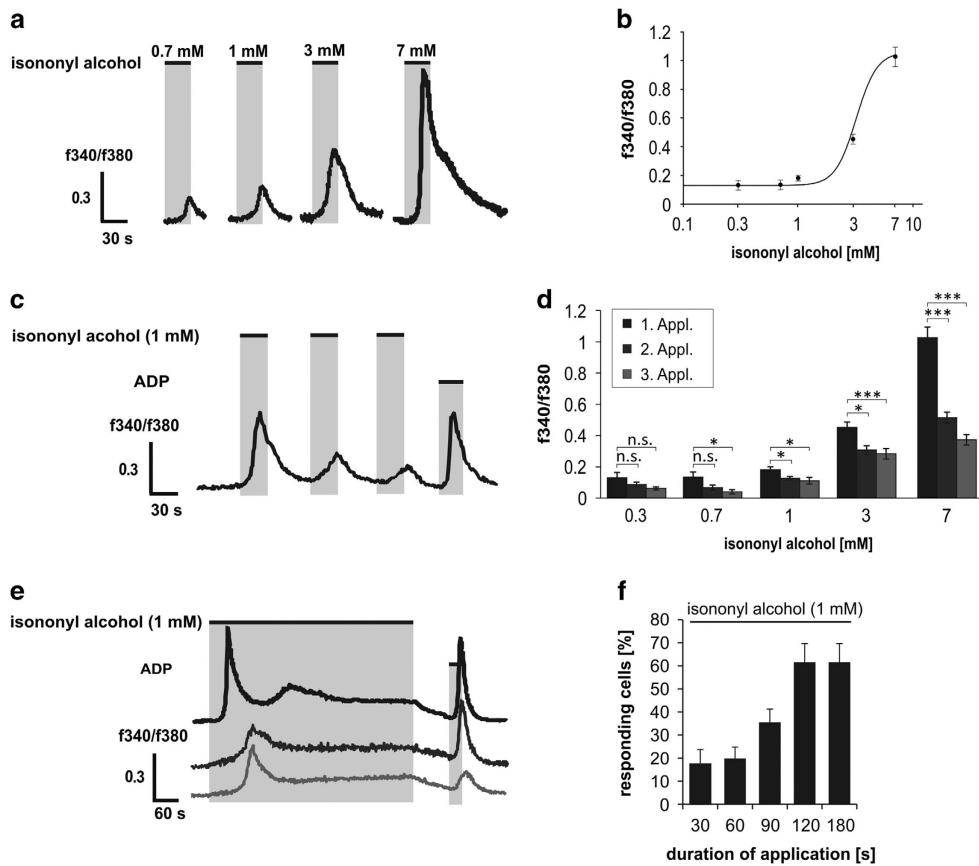 a
0.7 mM 1 mM 3 mM 7 mM
isononyl alcohol
f340/f380
0.3
30 s
b
1.2
1
0.8
0.6
0.4
0.2
0
f340/f380
0.1 0.3 1 3 7 10
isononyl alcohol [mM]
c
isononyl acohol (1 mM)
ADP
f340/f380
0.3
30 s
d
1.2
1
0.8
0.6
0.4
0.2
0
f340/f380
1. Appl.
2. Appl.
3. Appl.
n.s.
n.s.
*
n.s.
*
*
***
*
***
***
0.3 0.7 1 3 7
isononyl alcohol [mM]
e
isononyl alcohol (1 mM)
ADP
f340/f380
0.3
60 s
f
isononyl alcohol (1 mM)
80
70
60
50
40
30
20
10
0
responding cells [%]
30 60 90 120 180
duration of application [s]